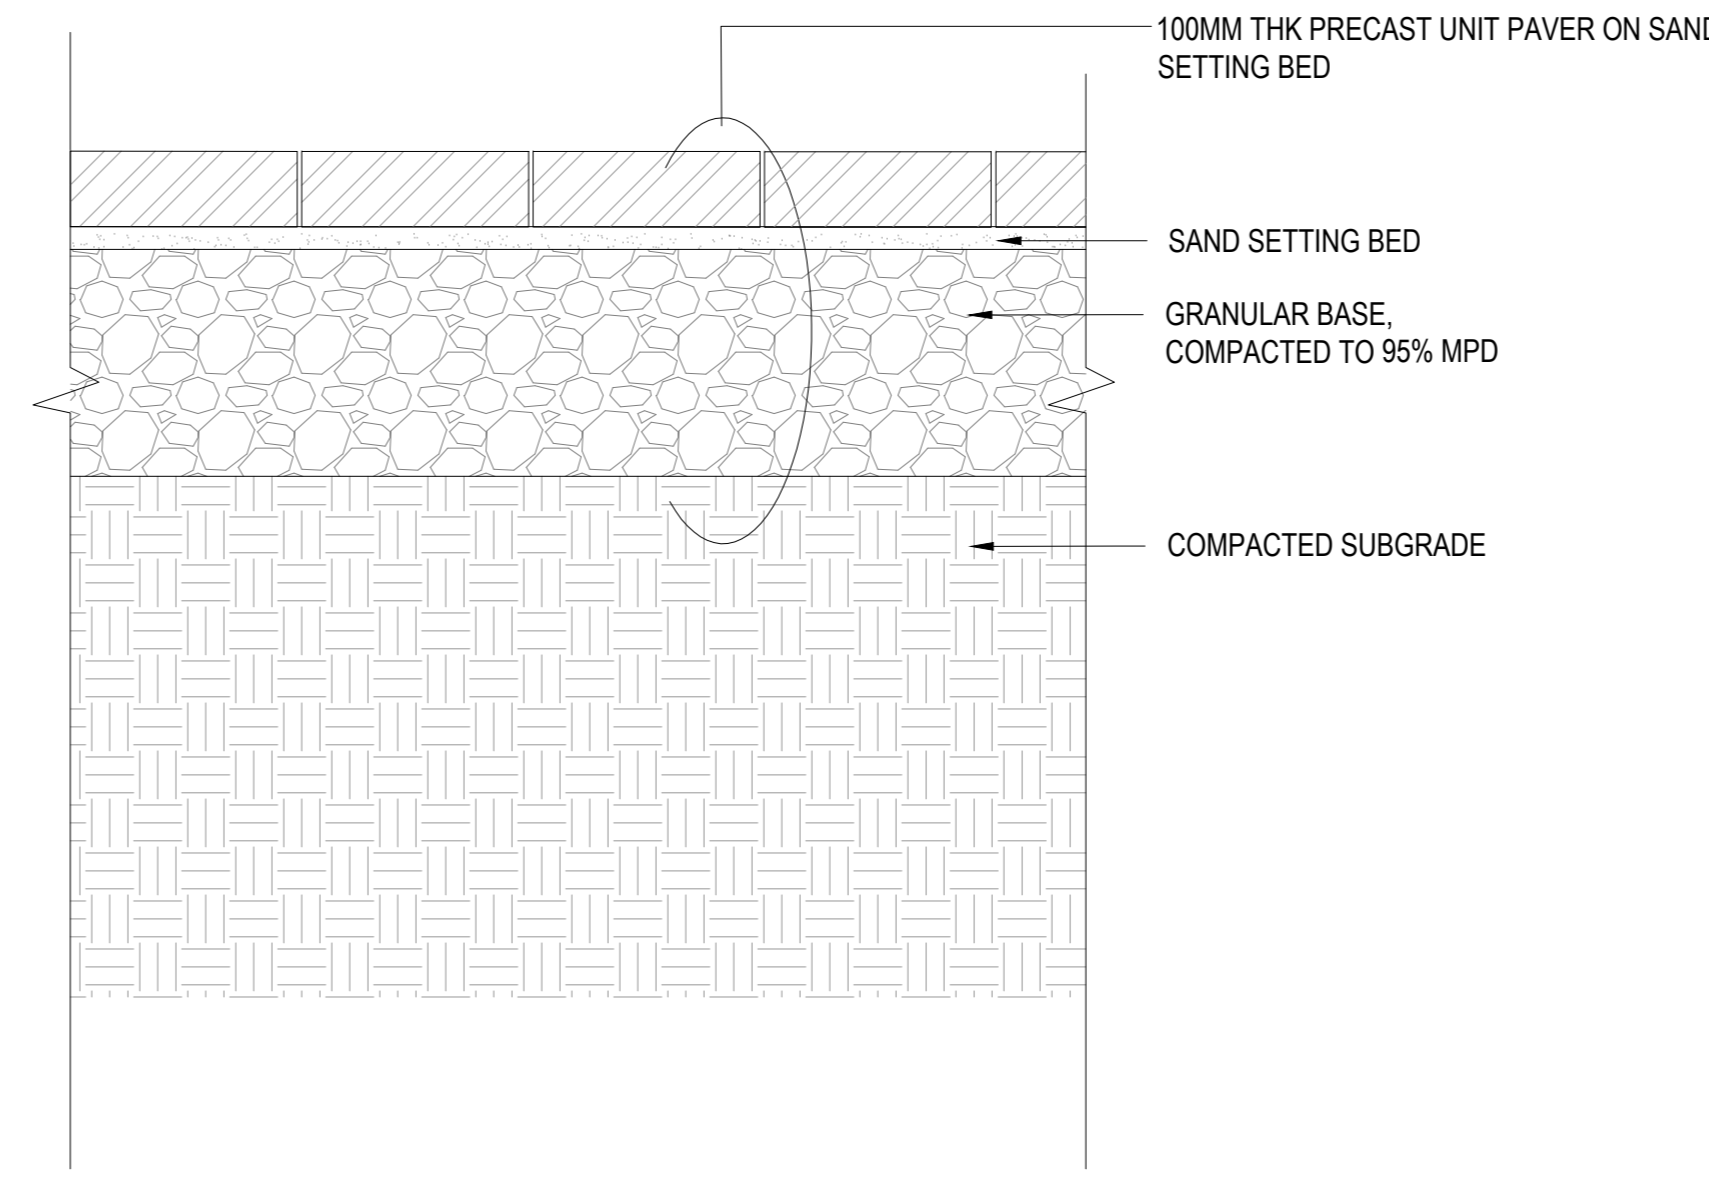 100MM THK PRECAST UNIT PAVER ON SAND
SETTING BED
SAND SETTING BED
GRANULAR BASE,
COMPACTED TO 95% MPD
COMPACTED SUBGRADE